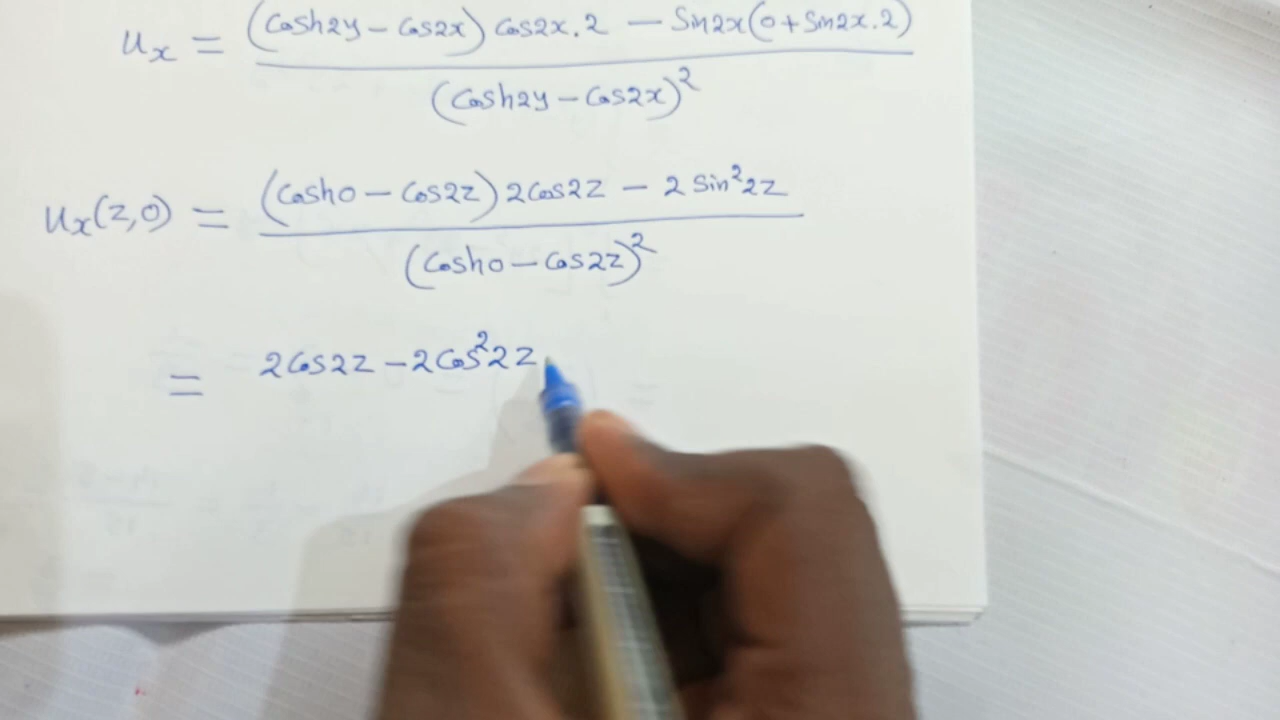 u_x = ((Cosh2y - Cos2x) Cos2x.2 - Sin2x(0 + Sin2x.2)) / (Cosh2y - Cos2x)^2
u_x(z,0) = ((Cosh0 - Cos2z) 2Cos2z - 2 Sin^2 2z) / (Cosh0 - Cos2z)^2
= 2Cos2z - 2Cos^2 2z